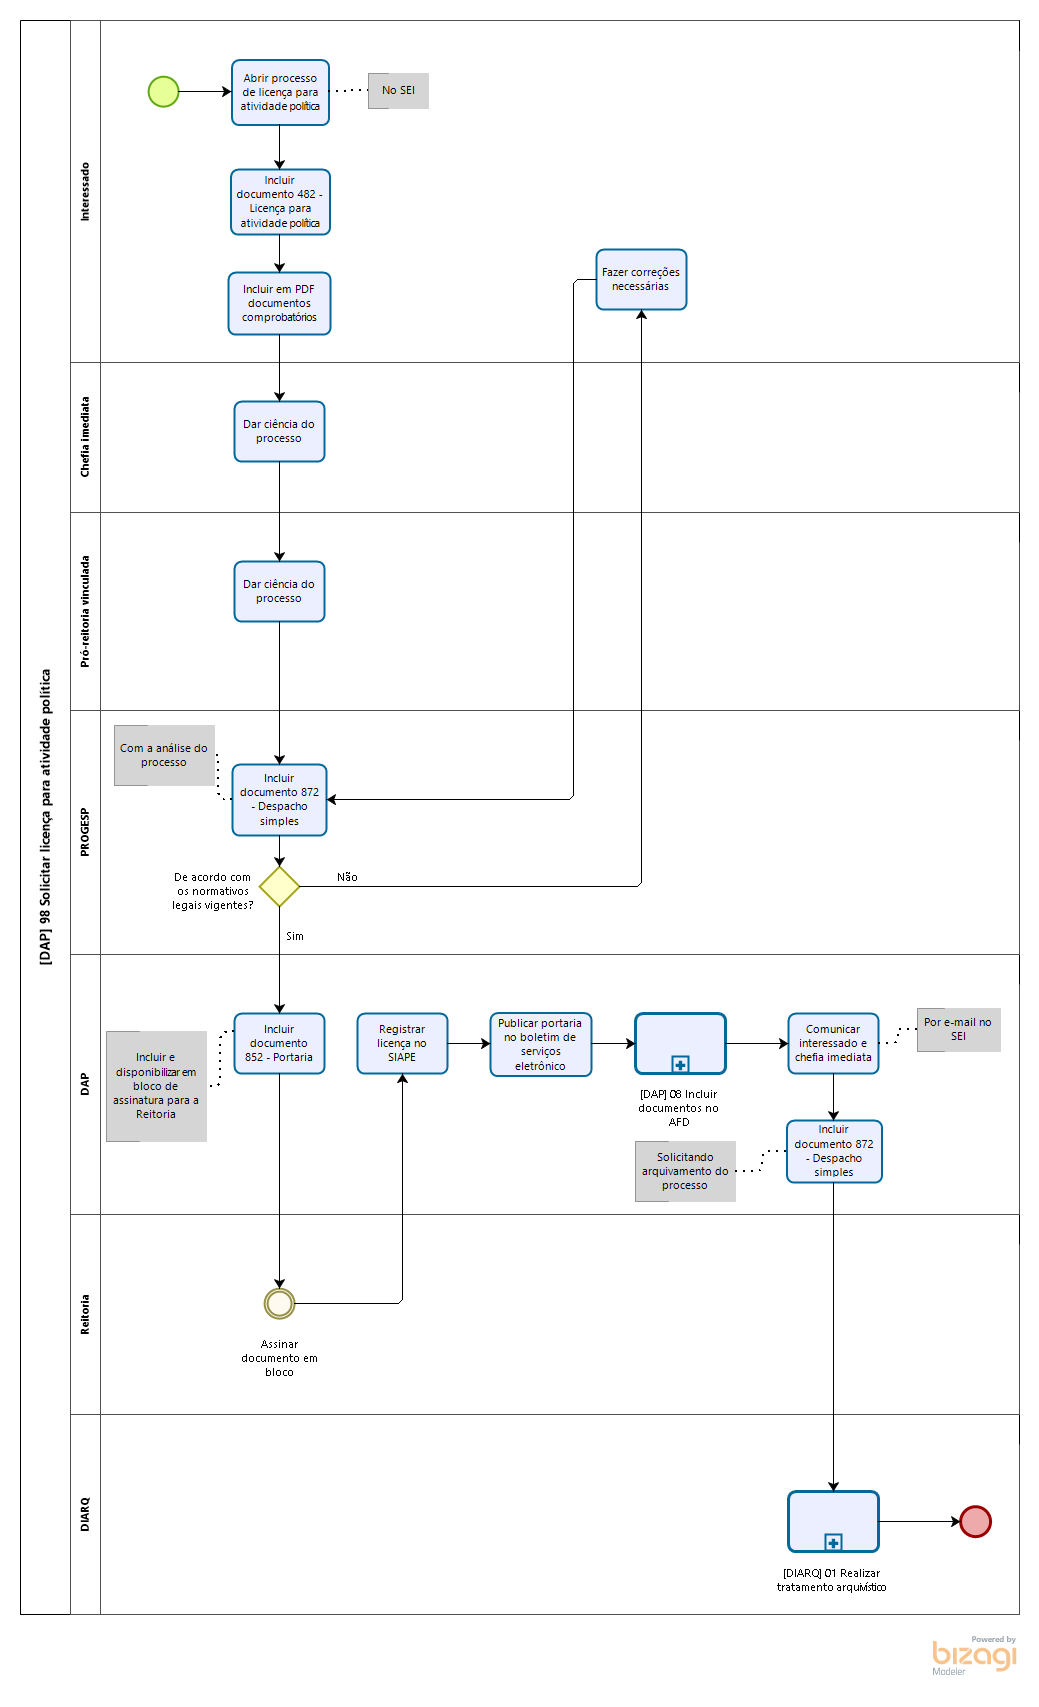 [DAP] 98 Solicitar licença para atividade política
Interessado
Abrir processo
de licença para
atividade política
No SEI
Incluir
documento 482 -
Licença para
atividade política
Incluir em PDF
documentos
comprobatórios
Fazer correções
necessárias
Chefia imediata
Dar ciência do
processo
Pró-reitoria vinculada
Dar ciência do
processo
PROGESP
Com a análise do
processo
Incluir
documento 872
- Despacho
simples
De acordo com
os normativos
legais vigentes?
Não
Sim
DAP
Incluir e
disponibilizar em
bloco de
assinatura para a
Reitoria
Incluir
documento
852 - Portaria
Registrar
licença no
SIAPE
Publicar portaria
no boletim de
serviços
eletrônico
[DAP] 08 Incluir
documentos no
AFD
Comunicar
interessado e
chefia imediata
Por e-mail no
SEI
Solicitando
arquivamento do
processo
Incluir
documento 872
- Despacho
simples
Reitoria
Assinar
documento em
bloco
DIARQ
[DIARQ] 01 Realizar
tratamento arquivístico
Powered by
bizagi
Modeler